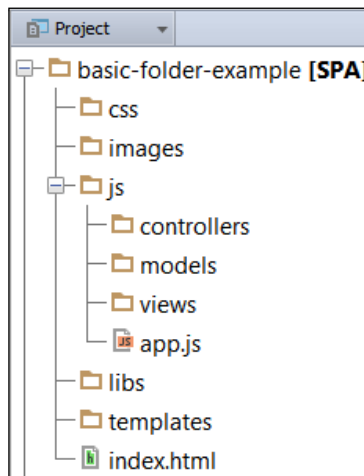 Project
basic-folder-example [SPA]
css
images
js
controllers
models
views
app.js
libs
templates
index.html